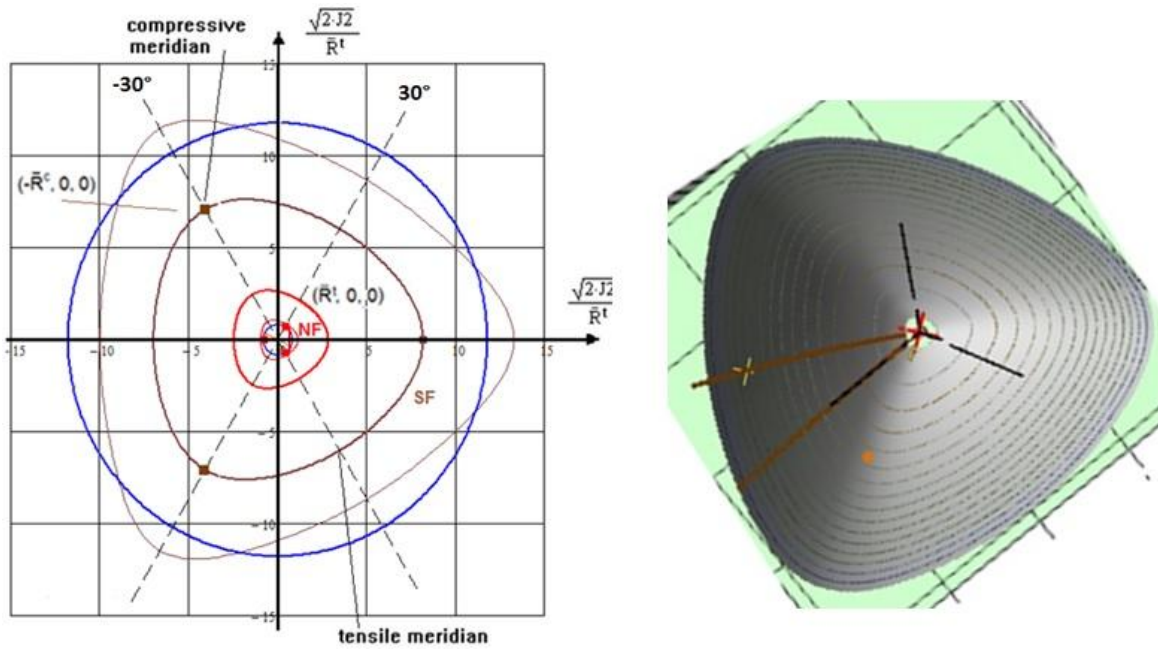 compressive
meridian
√2·J2
R̄ᵗ
-30°
30°
15
10
(-R̄ᶜ, 0, 0)
5
(R̄ᵗ, 0, 0)
√2·J2
R̄ᵗ
NF
-15
-10
-5
5
10
15
SF
-5
-10
-15
tensile meridian